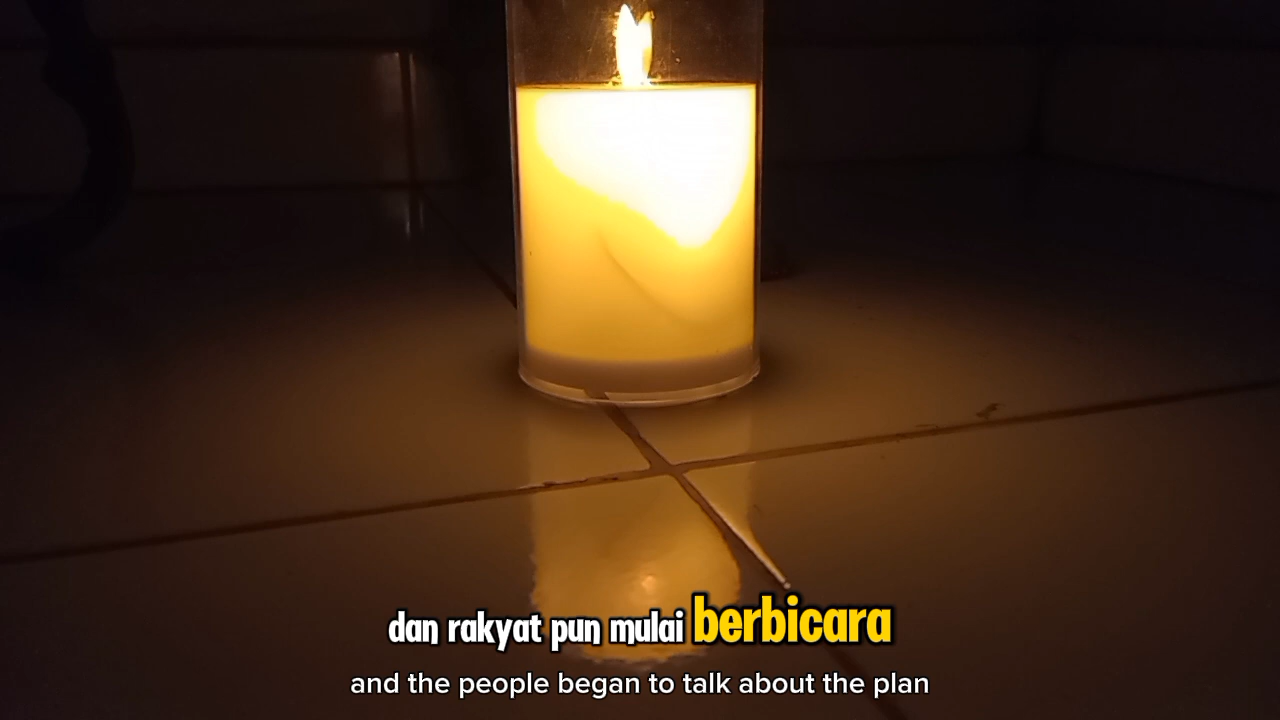 dan rakyat pun mulai berbicara
and the people began to talk about the plan